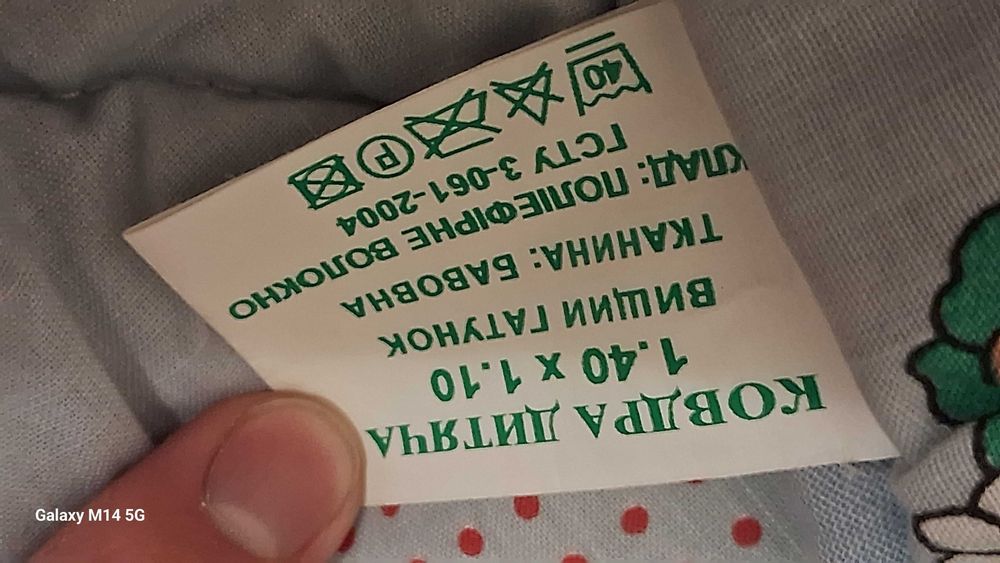 КОВДРА ДИТЯЧА
1.40 х 1.10
ВИЩИЙ ГАТУНОК
ТКАНИНА: БАВОВНА
КЛАД: ПОЛІЕФІРНЕ ВОЛОКНО
ГСТУ 3-061-2004
40
P
Galaxy M14 5G